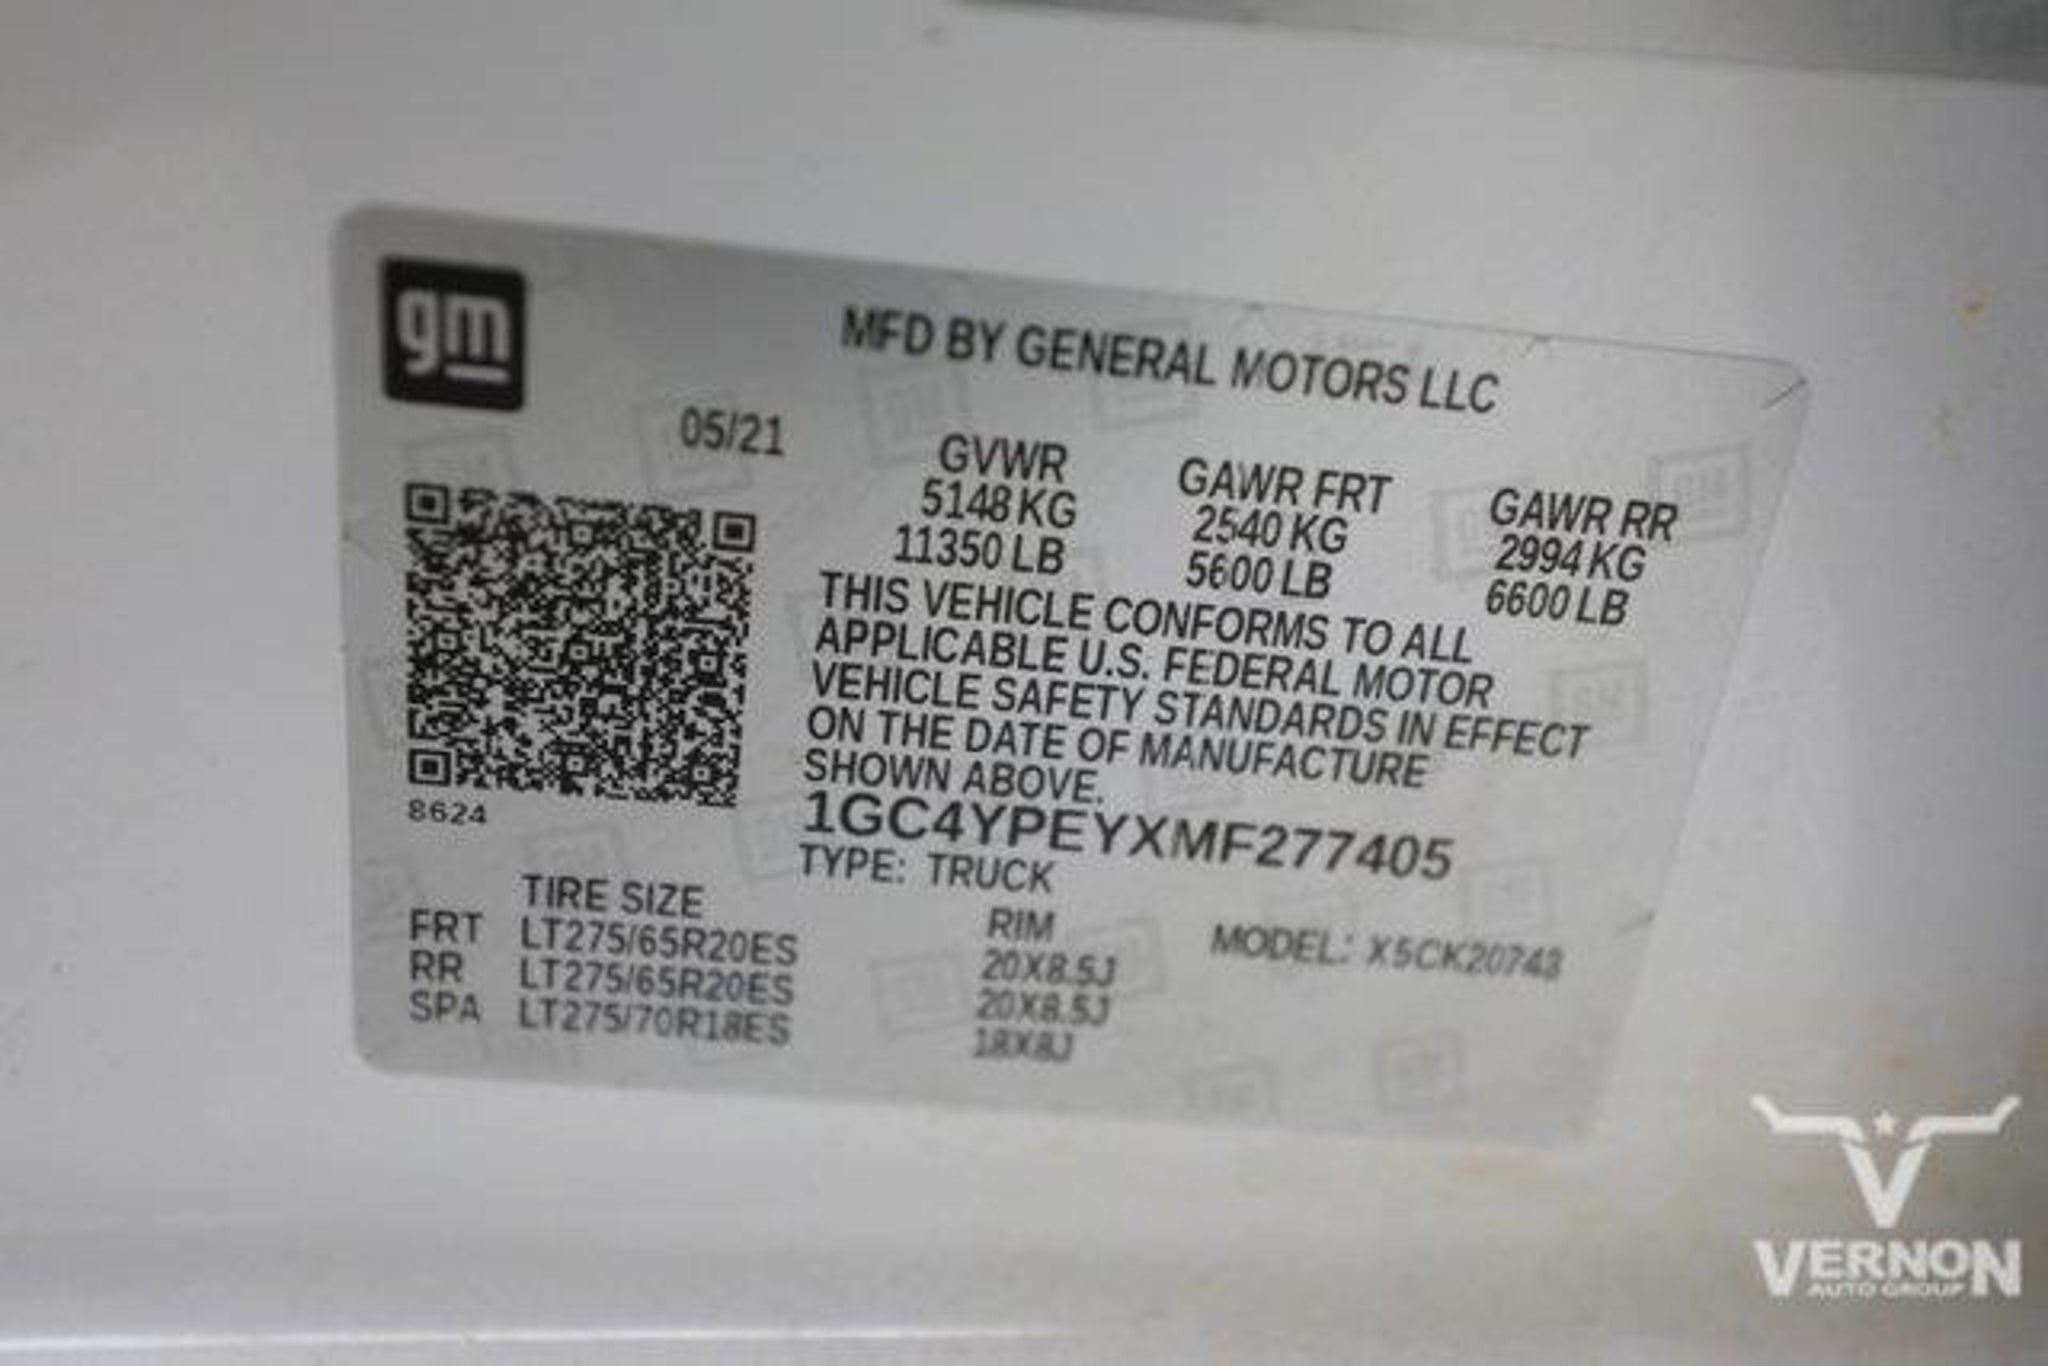 gm
MFD BY GENERAL MOTORS LLC
05/21
GVWR GAWR FRT GAWR RR
5148 KG 2540 KG 2994 KG
11350 LB 5600 LB 6600 LB
THIS VEHICLE CONFORMS TO ALL
APPLICABLE U.S. FEDERAL MOTOR
VEHICLE SAFETY STANDARDS IN EFFECT
ON THE DATE OF MANUFACTURE
SHOWN ABOVE.
8624
1GC4YPEYXMF277405
TYPE: TRUCK
TIRE SIZE RIM MODEL: X5CK20743
FRT LT275/65R20ES 20X8.5J
RR LT275/65R20ES 20X8.5J
SPA LT275/70R18ES 18X8J
V
VERNON
AUTO GROUP